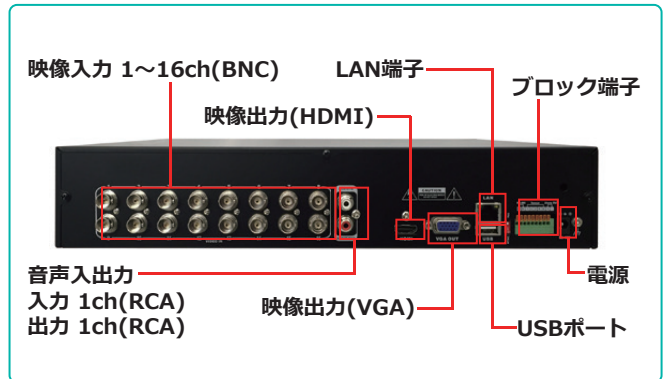 映像入力 1～16ch(BNC)
LAN端子
ブロック端子
映像出力(HDMI)
CAUTION
LAN
VGA OUT
USB
音声入出力
入力 1ch(RCA)
出力 1ch(RCA)
映像出力(VGA)
電源
USBポート